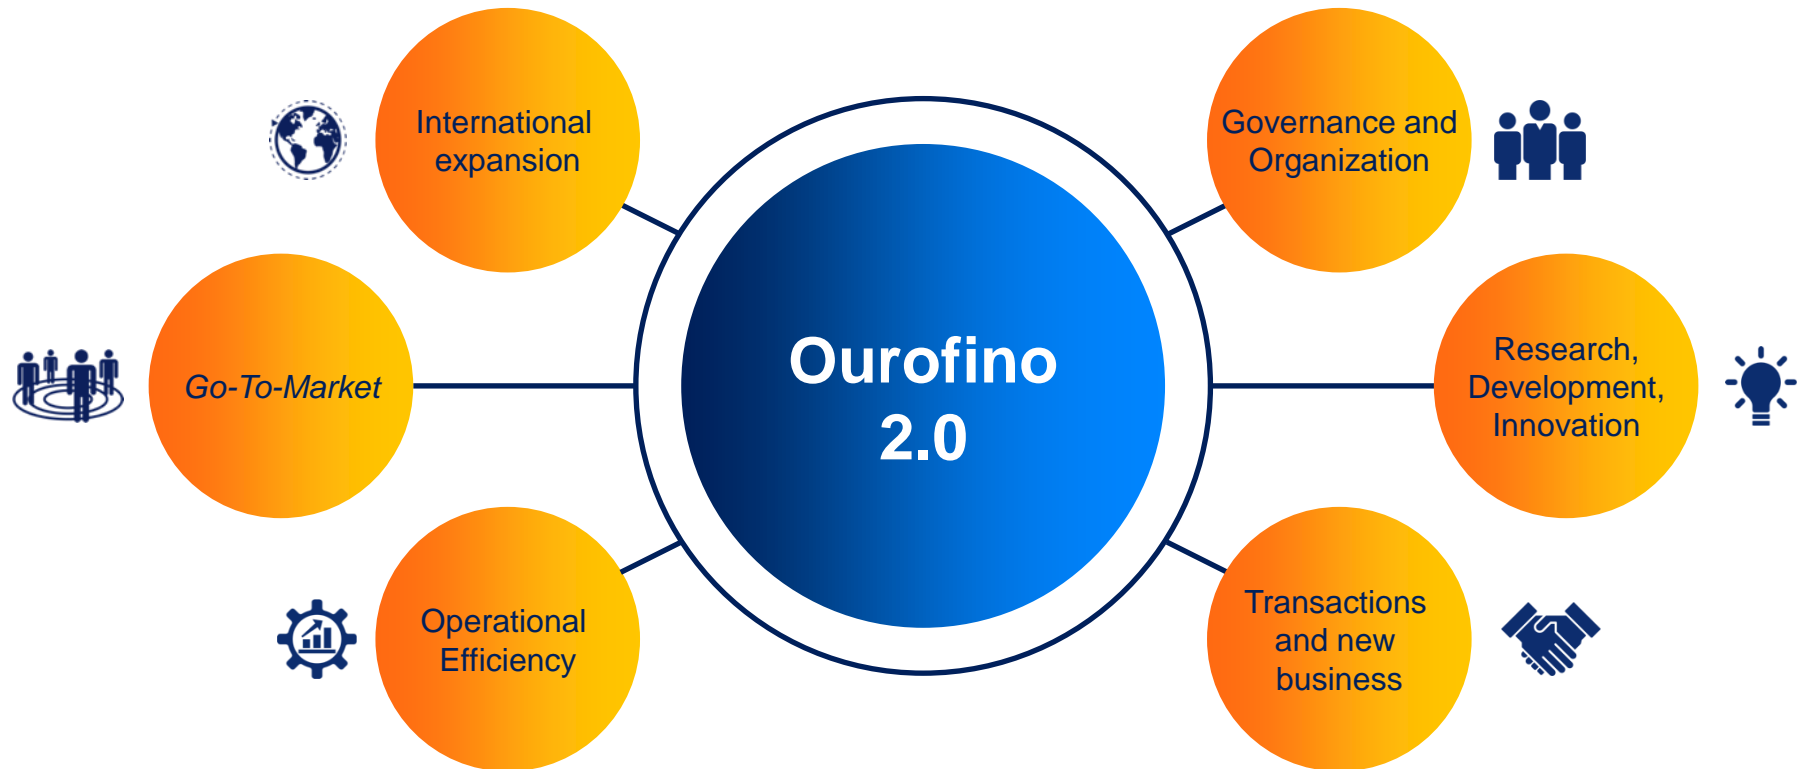 International
expansion
Governance and
Organization
Go-To-Market
Ourofino
2.0
Research,
Development,
Innovation
Operational
Efficiency
Transactions
and new
business